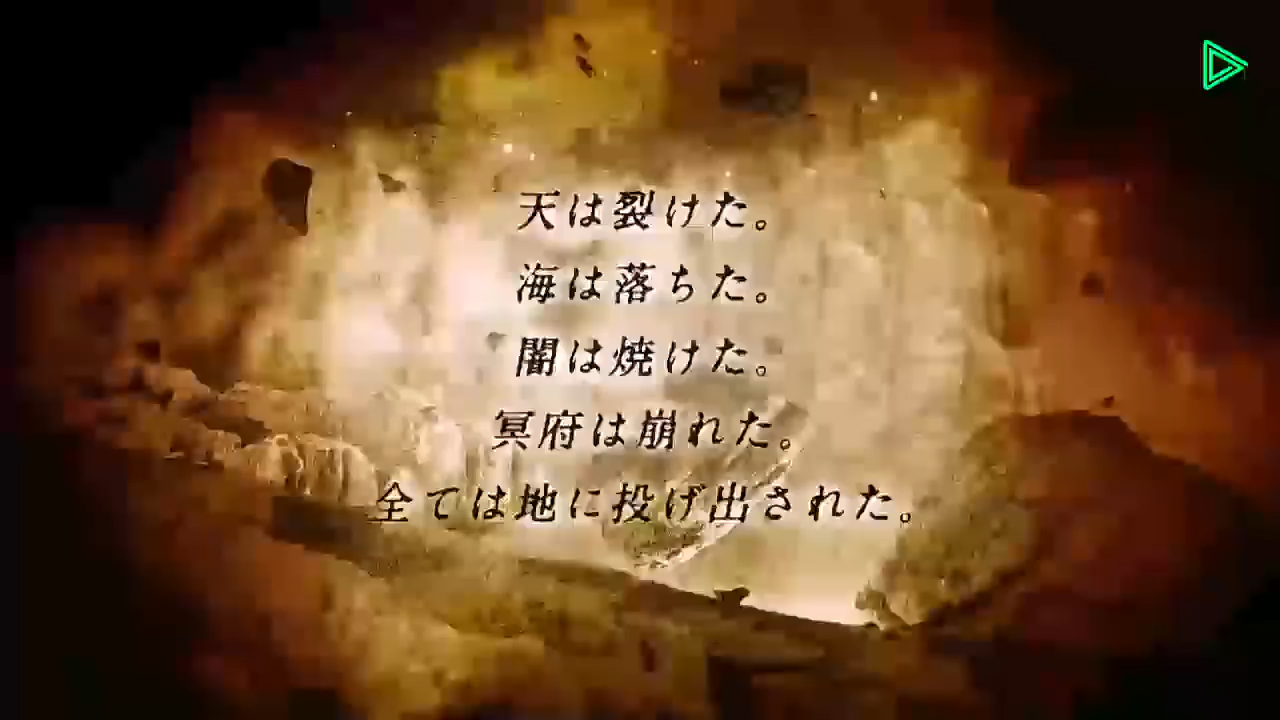 天は裂けた。
海は落ちた。
闇は焼けた。
冥府は崩れた。
全ては地に投げ出された。